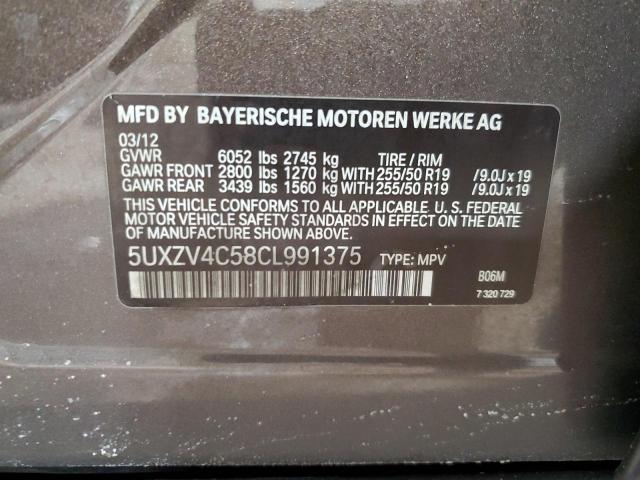 MFD BY BAYERISCHE MOTOREN WERKE AG
03/12
GVWR 6052 lbs 2745 kg TIRE / RIM
GAWR FRONT 2800 lbs 1270 kg WITH 255/50 R19 /9.0J x 19
GAWR REAR 3439 lbs 1560 kg WITH 255/50 R19 /9.0J x 19
THIS VEHICLE CONFORMS TO ALL APPLICABLE U. S. FEDERAL
MOTOR VEHICLE SAFETY STANDARDS IN EFFECT ON THE DATE
OF MANUFACTURE SHOWN ABOVE.
5UXZV4C58CL991375 TYPE: MPV
B06M
7 320 729